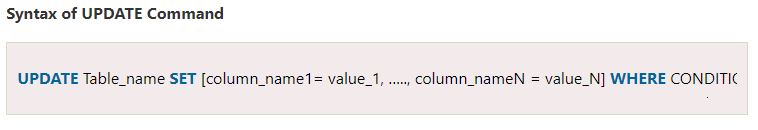 Syntax of UPDATE Command
UPDATE Table_name SET [column_name1= value_1, ....., column_nameN = value_N] WHERE